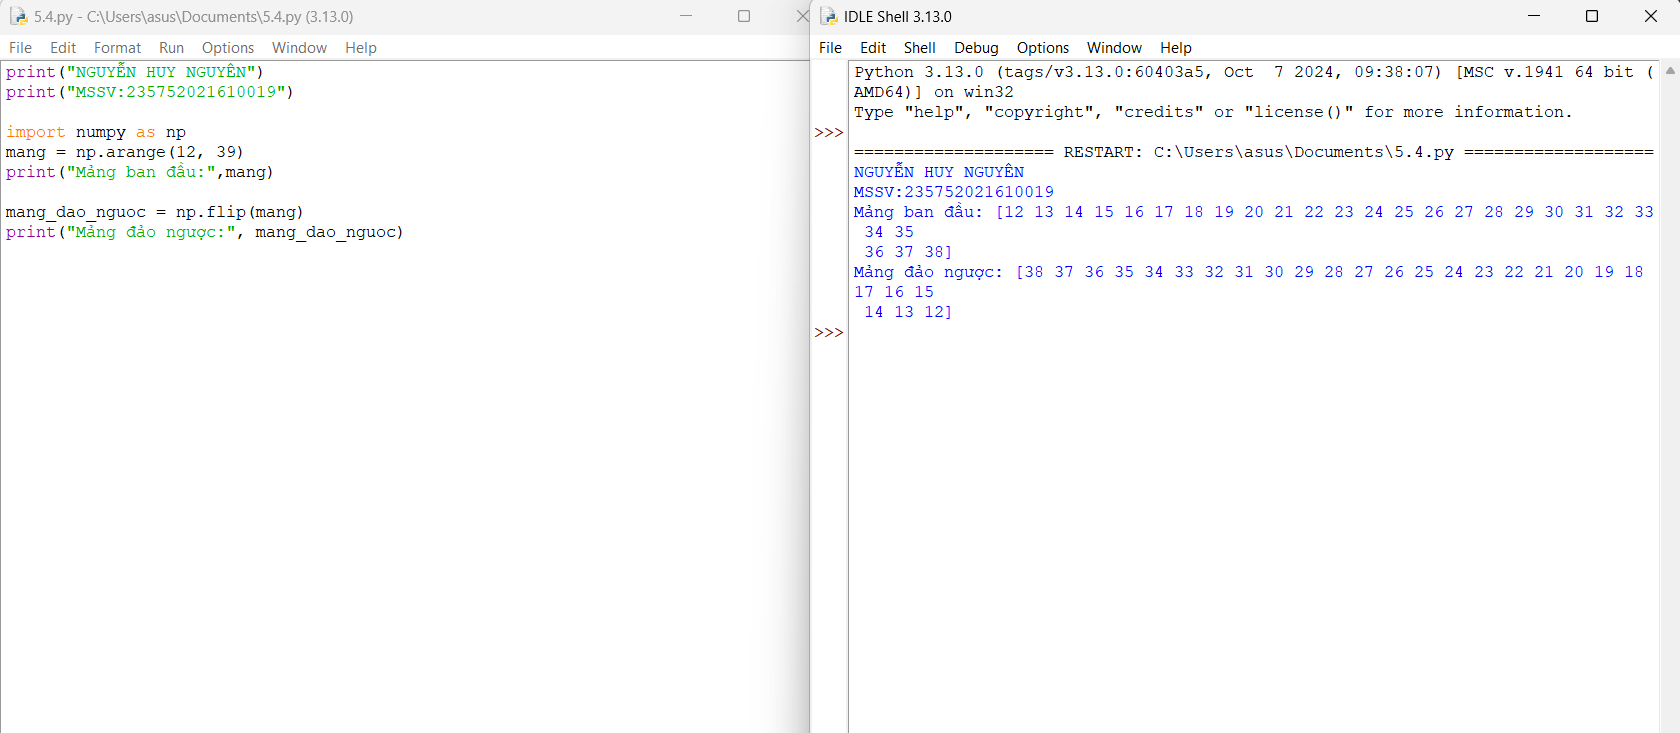 5.4.py - C:\Users\asus\Documents\5.4.py (3.13.0)
File Edit Format Run Options Window Help
print("NGUYỄN HUY NGUYÊN")
print("MSSV:235752021610019")
import numpy as np
mang = np.arange(12, 39)
print("Mảng ban đầu:",mang)
mang_dao_nguoc = np.flip(mang)
print("Mảng đảo ngược:", mang_dao_nguoc)
IDLE Shell 3.13.0
File Edit Shell Debug Options Window Help
Python 3.13.0 (tags/v3.13.0:60403a5, Oct  7 2024, 09:38:07) [MSC v.1941 64 bit (
AMD64)] on win32
Type "help", "copyright", "credits" or "license()" for more information.
>>>
==================== RESTART: C:\Users\asus\Documents\5.4.py ===================
NGUYỄN HUY NGUYÊN
MSSV:235752021610019
Mảng ban đầu: [12 13 14 15 16 17 18 19 20 21 22 23 24 25 26 27 28 29 30 31 32 33
34 35
36 37 38]
Mảng đảo ngược: [38 37 36 35 34 33 32 31 30 29 28 27 26 25 24 23 22 21 20 19 18
17 16 15
14 13 12]
>>>